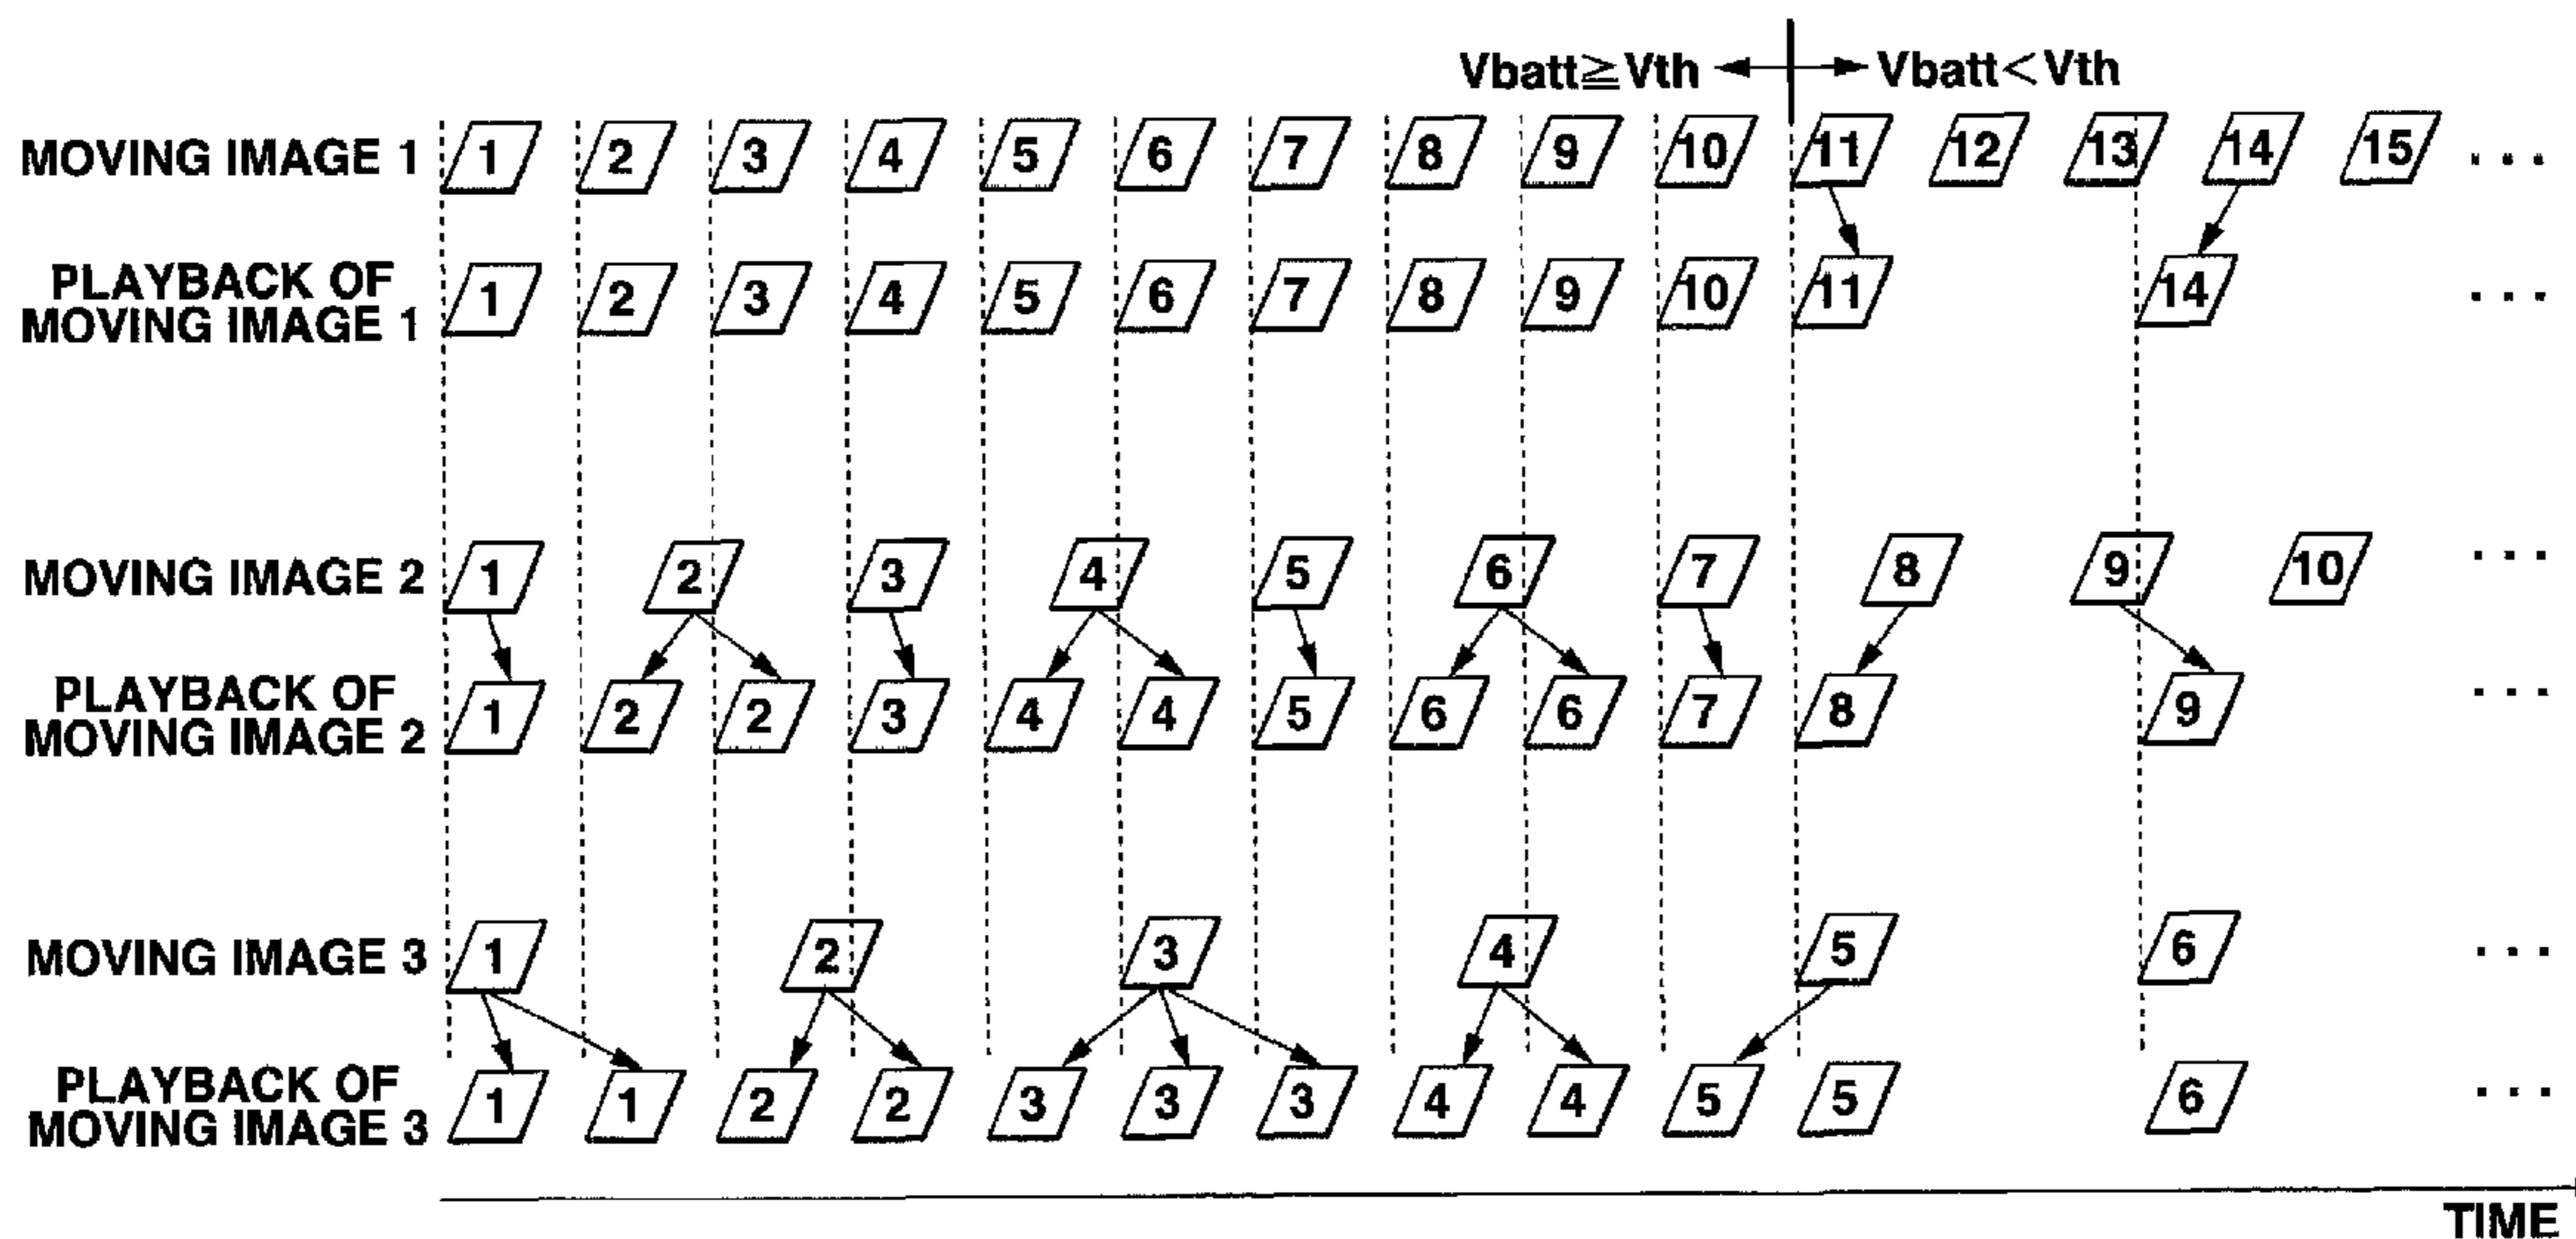 Vbatt≧Vth Vbatt<Vth
MOVING IMAGE 1 1 2 3 4 5 6 7 8 9 10 11 12 13 14 15 ...
PLAYBACK OF
MOVING IMAGE 1 1 2 3 4 5 6 7 8 9 10 11 14 ...
MOVING IMAGE 2 1 2 3 4 5 6 7 8 9 10 ...
PLAYBACK OF
MOVING IMAGE 2 1 2 2 3 4 4 5 6 6 7 8 9 ...
MOVING IMAGE 3 1 2 3 4 5 6 ...
PLAYBACK OF
MOVING IMAGE 3 1 1 2 2 3 3 3 4 4 5 5 6 ...
TIME